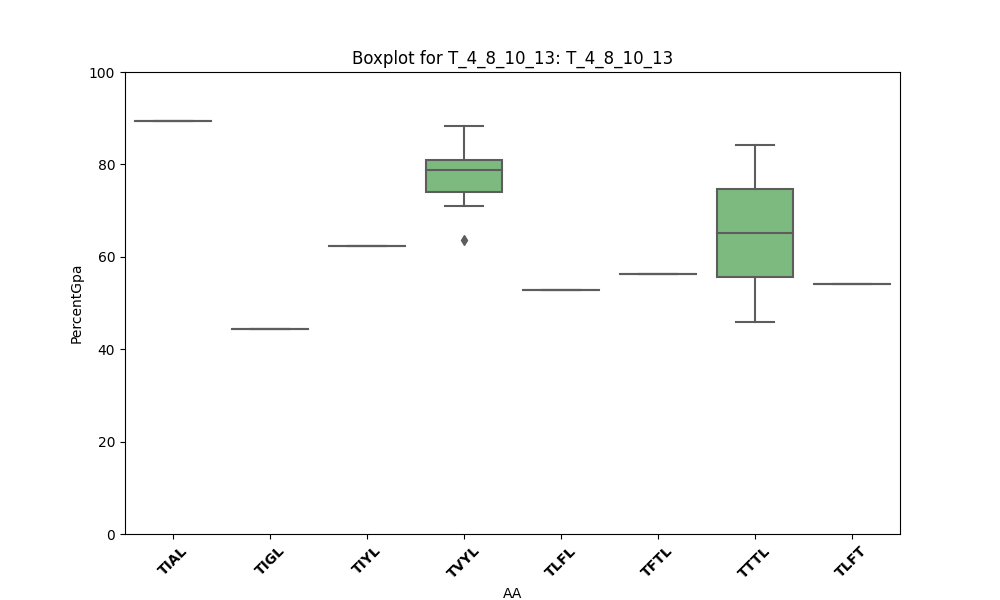 Boxplot for T_4_8_10_13: T_4_8_10_13
PercentGpa
100
80
60
40
20
0
TIAL
TIGL
TIYL
TVYL
TLFL
TFTL
TTTL
TLFT
AA